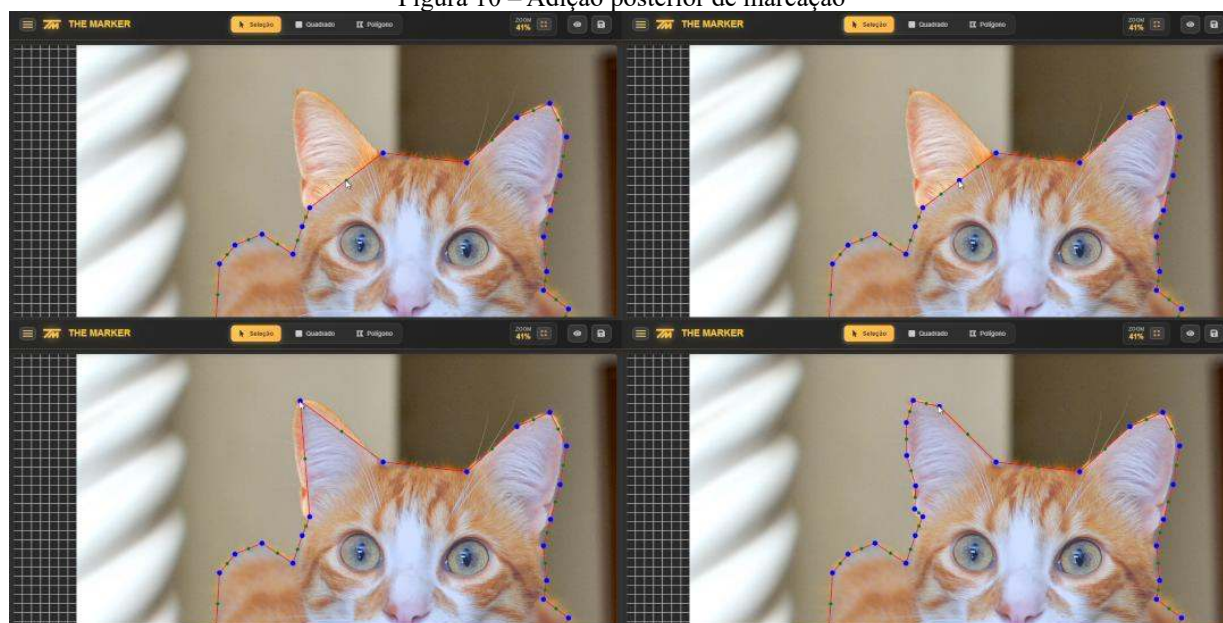 Figura 10 – Adição posterior de marcação
THE MARKER Seleção Quadrado Polígono ZOOM 41%
THE MARKER Seleção Quadrado Polígono ZOOM 41%
THE MARKER Seleção Quadrado Polígono ZOOM 41%
THE MARKER Seleção Quadrado Polígono ZOOM 41%